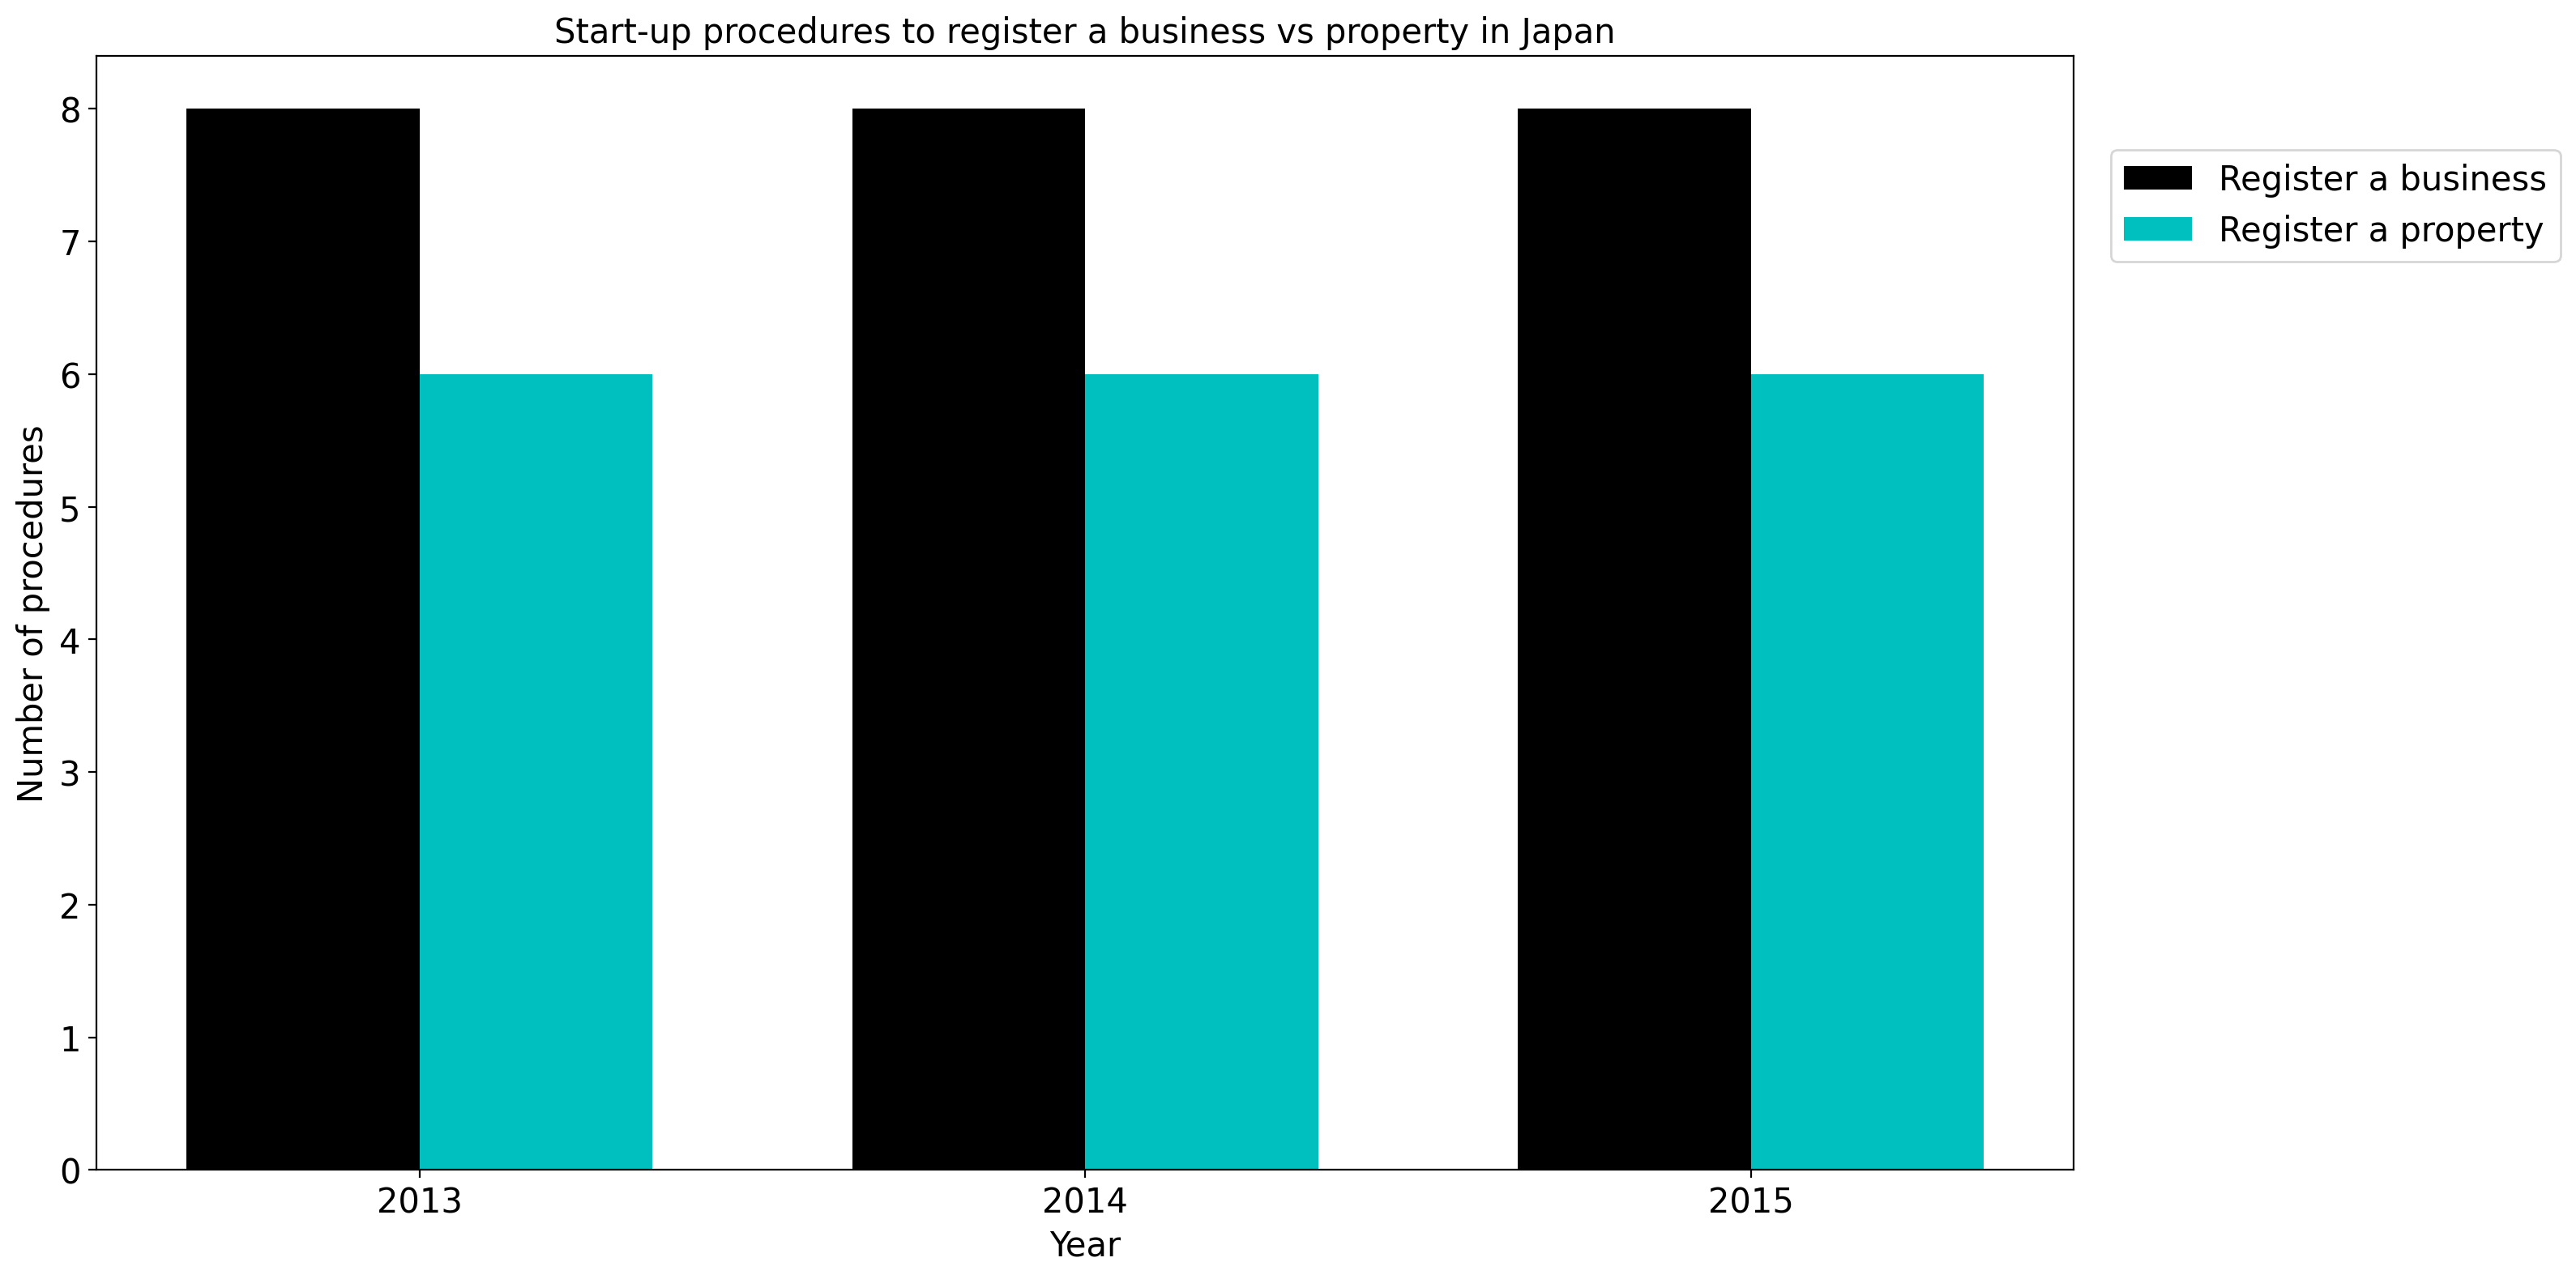 Start-up procedures to register a business vs property in Japan
8
7
6
5
4
3
2
1
0
Number of procedures
2013
2014
2015
Year
Register a business
Register a property